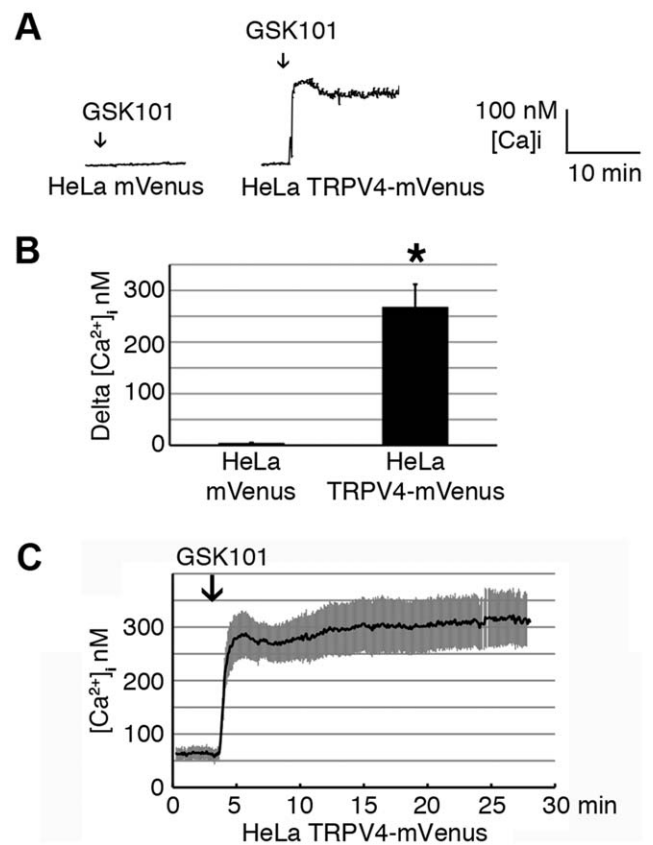 A
GSK101
↓
HeLa mVenus
GSK101
↓
HeLa TRPV4-mVenus
100 nM
[Ca]i
10 min
B
Delta [Ca²⁺]ᵢ nM
300
200
100
0
*
HeLa
mVenus
HeLa
TRPV4-mVenus
C
GSK101
↓
[Ca²⁺]ᵢ nM
300
200
100
0
0 5 10 15 20 25 30 min
HeLa TRPV4-mVenus